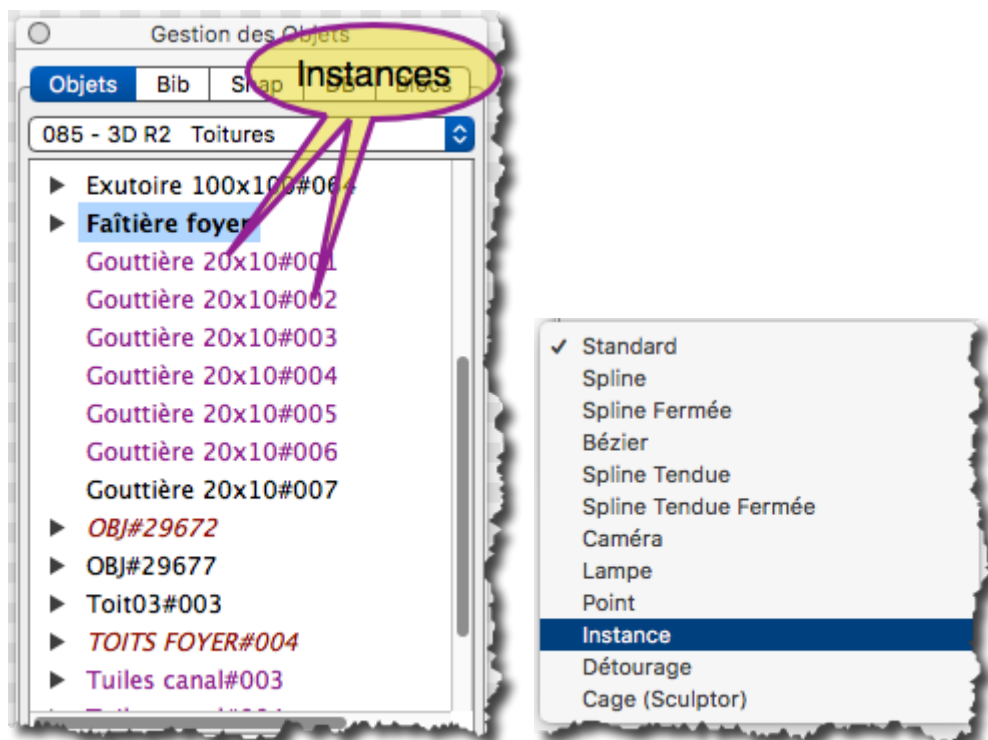 Gestion des Objets
Instances
Objets Bib Snap Blocs
085 - 3D R2 Toitures
Exutoire 100x100#064
Faîtière foyer
Gouttière 20x10#001
Gouttière 20x10#002
Gouttière 20x10#003
Gouttière 20x10#004
Gouttière 20x10#005
Gouttière 20x10#006
Gouttière 20x10#007
OBJ#29672
OBJ#29677
Toit03#003
TOITS FOYER#004
Tuiles canal#003
Standard
Spline
Spline Fermée
Bézier
Spline Tendue
Spline Tendue Fermée
Caméra
Lampe
Point
Instance
Détourage
Cage (Sculptor)